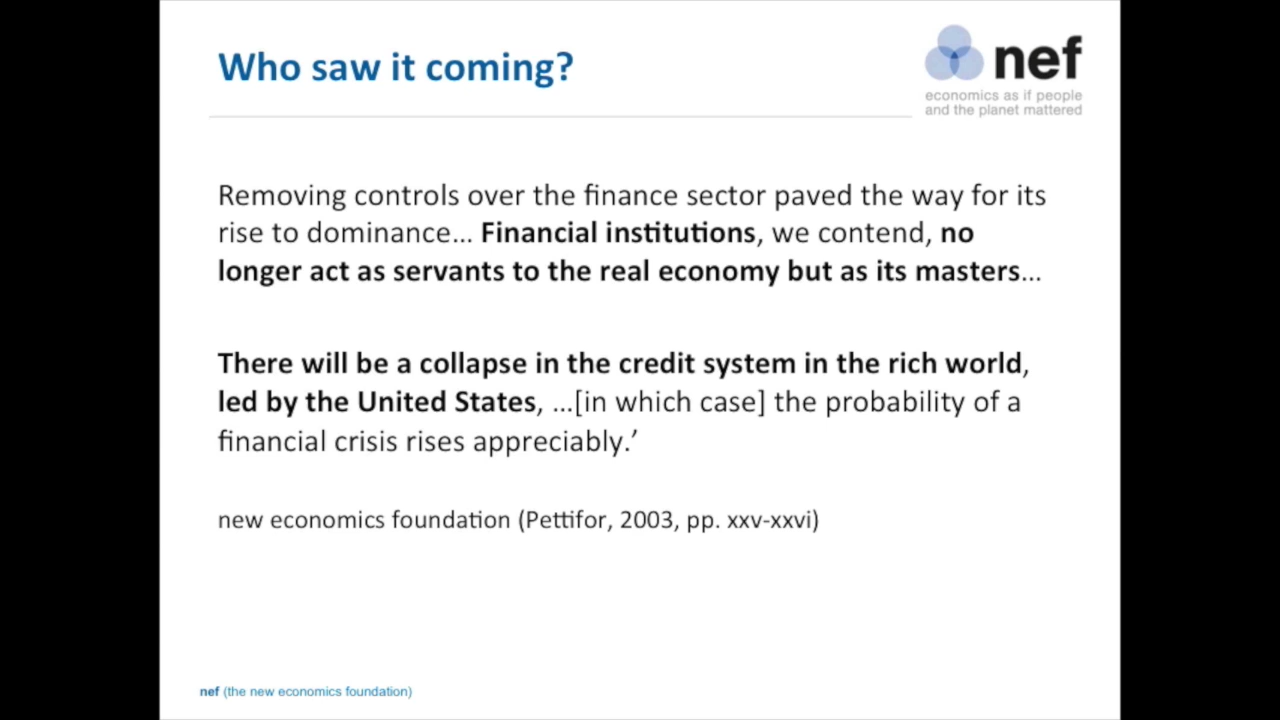 Who saw it coming?
nef
economics as if people
and the planet mattered
Removing controls over the finance sector paved the way for its
rise to dominance... Financial institutions, we contend, no
longer act as servants to the real economy but as its masters...
There will be a collapse in the credit system in the rich world,
led by the United States, ...[in which case] the probability of a
financial crisis rises appreciably.’
new economics foundation (Pettifor, 2003, pp. xxv-xxvi)
nef (the new economics foundation)